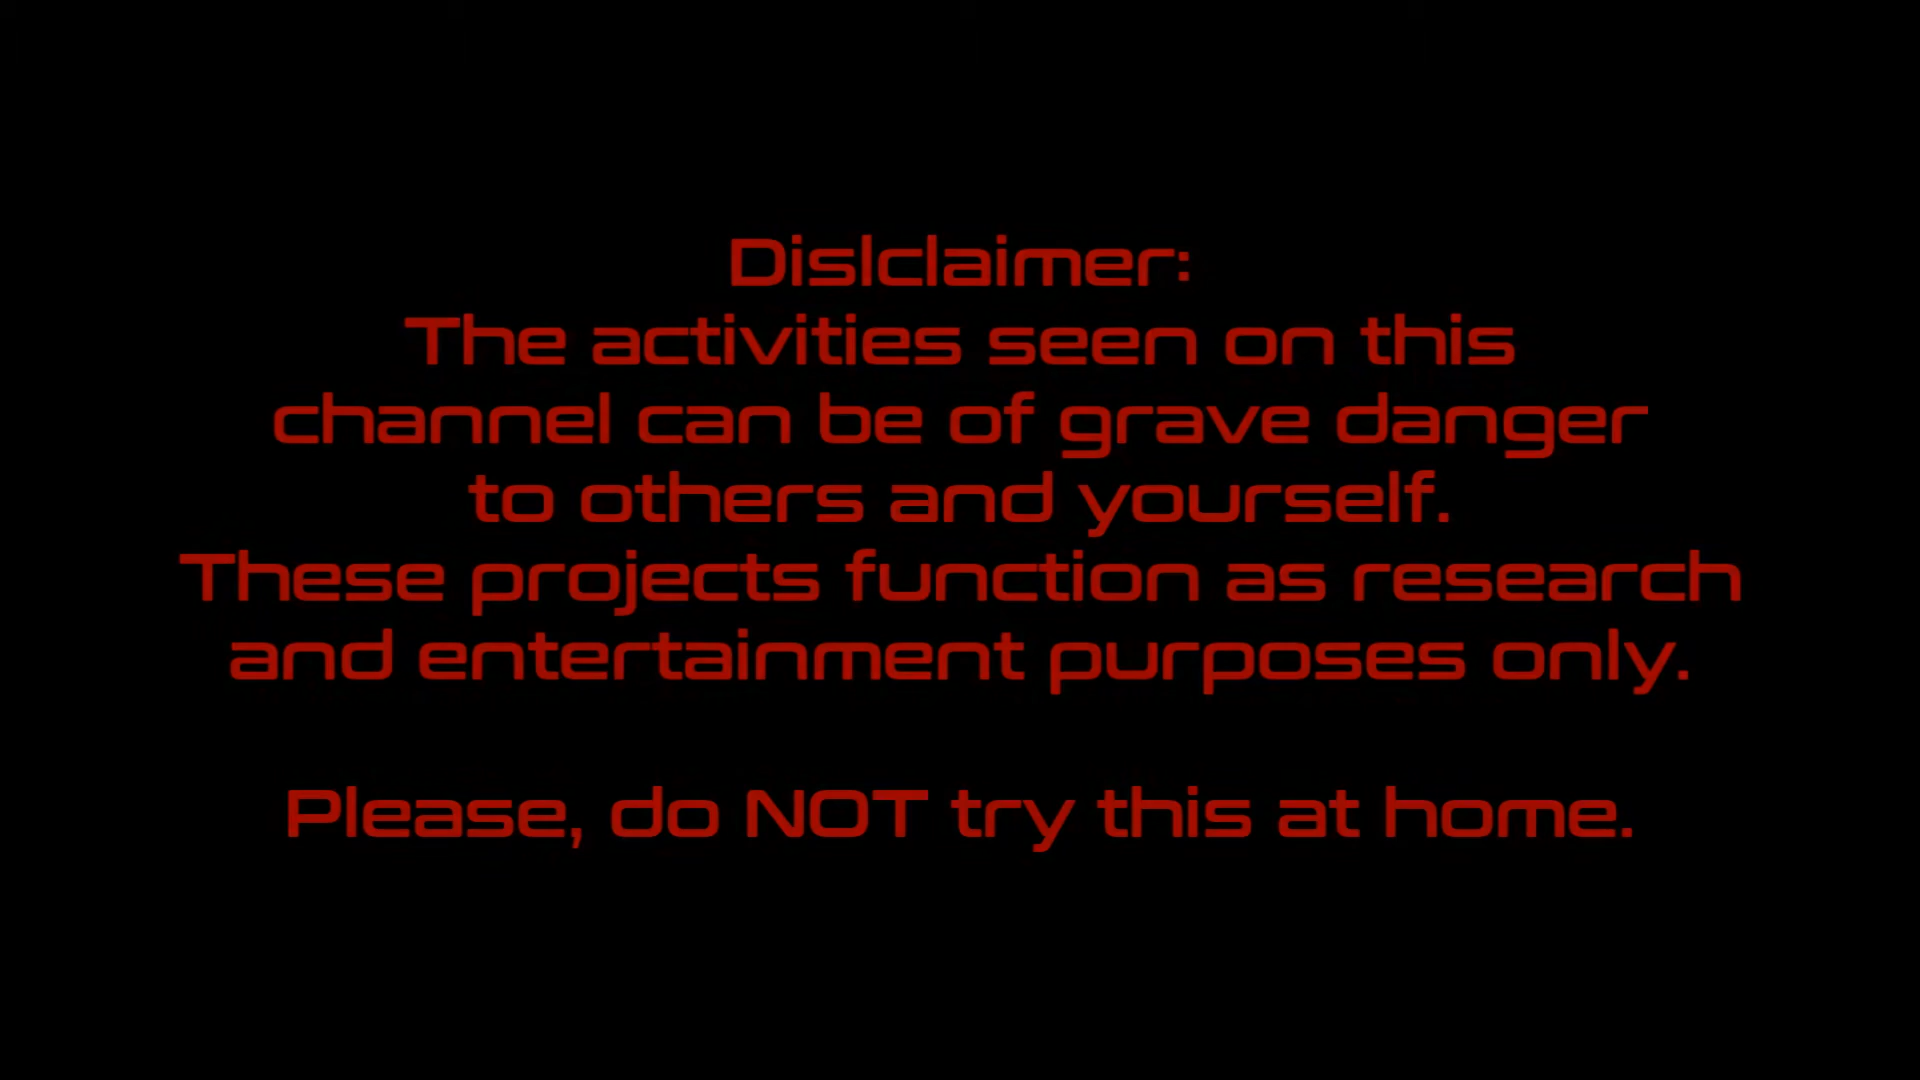 Dislclaimer:
The activities seen on this
channel can be of grave danger
to others and yourself.
These projects function as research
and entertainment purposes only.
Please, do NOT try this at home.